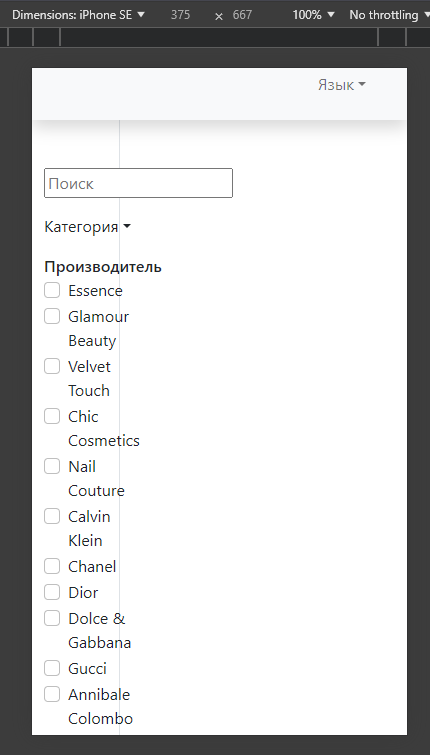 Dimensions: iPhone SE 375 × 667 100% No throttling
Язык
Поиск
Категория
Производитель
Essence
Glamour
Beauty
Velvet
Touch
Chic
Cosmetics
Nail
Couture
Calvin
Klein
Chanel
Dior
Dolce &
Gabbana
Gucci
Annibale
Colombo